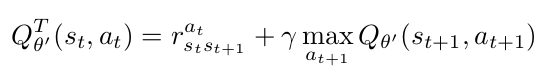 Q^T_{θ′}(s_t, a_t) = r^{a_t}_{s_t s_{t+1}} + γ max_{a_{t+1}} Q_{θ′}(s_{t+1}, a_{t+1})